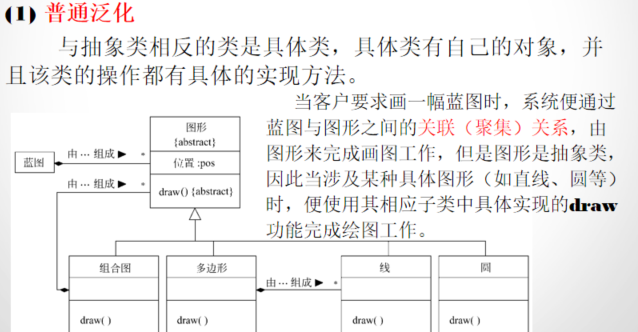 (1) 普通泛化
与抽象类相反的类是具体类，具体类有自己的对象，并
且该类的操作都有具体的实现方法。
当客户要求画一幅蓝图时，系统便通过
蓝图与图形之间的关联（聚集）关系，由
图形来完成画图工作，但是图形是抽象类，
因此当涉及某种具体图形（如直线、圆等）
时，便使用其相应子类中具体实现的draw
功能完成绘图工作。
图形
{abstract}
蓝图
由 … 组成 ▶ *
位置 :pos
由 … 组成 ▶ *
draw() {abstract}
组合图
多边形
由 … 组成 ▶ *
线
圆
draw( )
draw( )
draw( )
draw( )